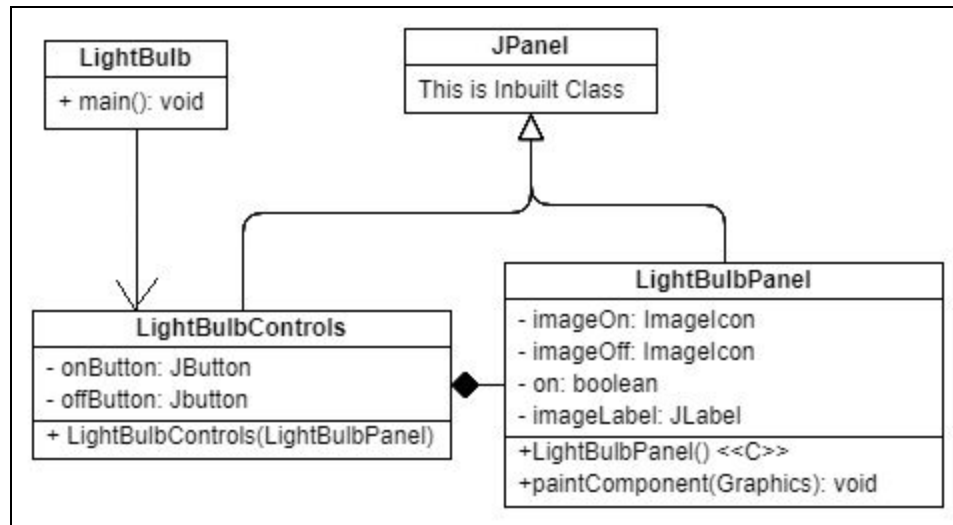 LightBulb
+ main(): void
JPanel
This is Inbuilt Class
LightBulbControls
- onButton: JButton
- offButton: Jbutton
+ LightBulbControls(LightBulbPanel)
LightBulbPanel
- imageOn: ImageIcon
- imageOff: ImageIcon
- on: boolean
- imageLabel: JLabel
+LightBulbPanel() <<C>>
+paintComponent(Graphics): void